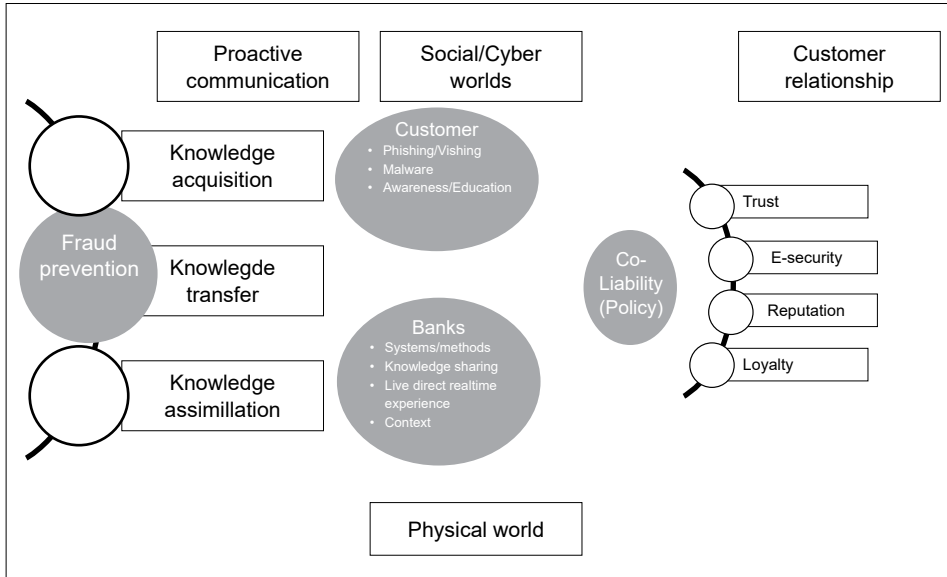 Proactive
communication
Social/Cyber
worlds
Customer
relationship
Knowledge
acquisition
Fraud
prevention
Knowlegde
transfer
Knowledge
assimillation
Customer
• Phishing/Vishing
• Malware
• Awareness/Education
Banks
• Systems/methods
• Knowledge sharing
• Live direct realtime
experience
• Context
Co-
Liability
(Policy)
Trust
E-security
Reputation
Loyalty
Physical world